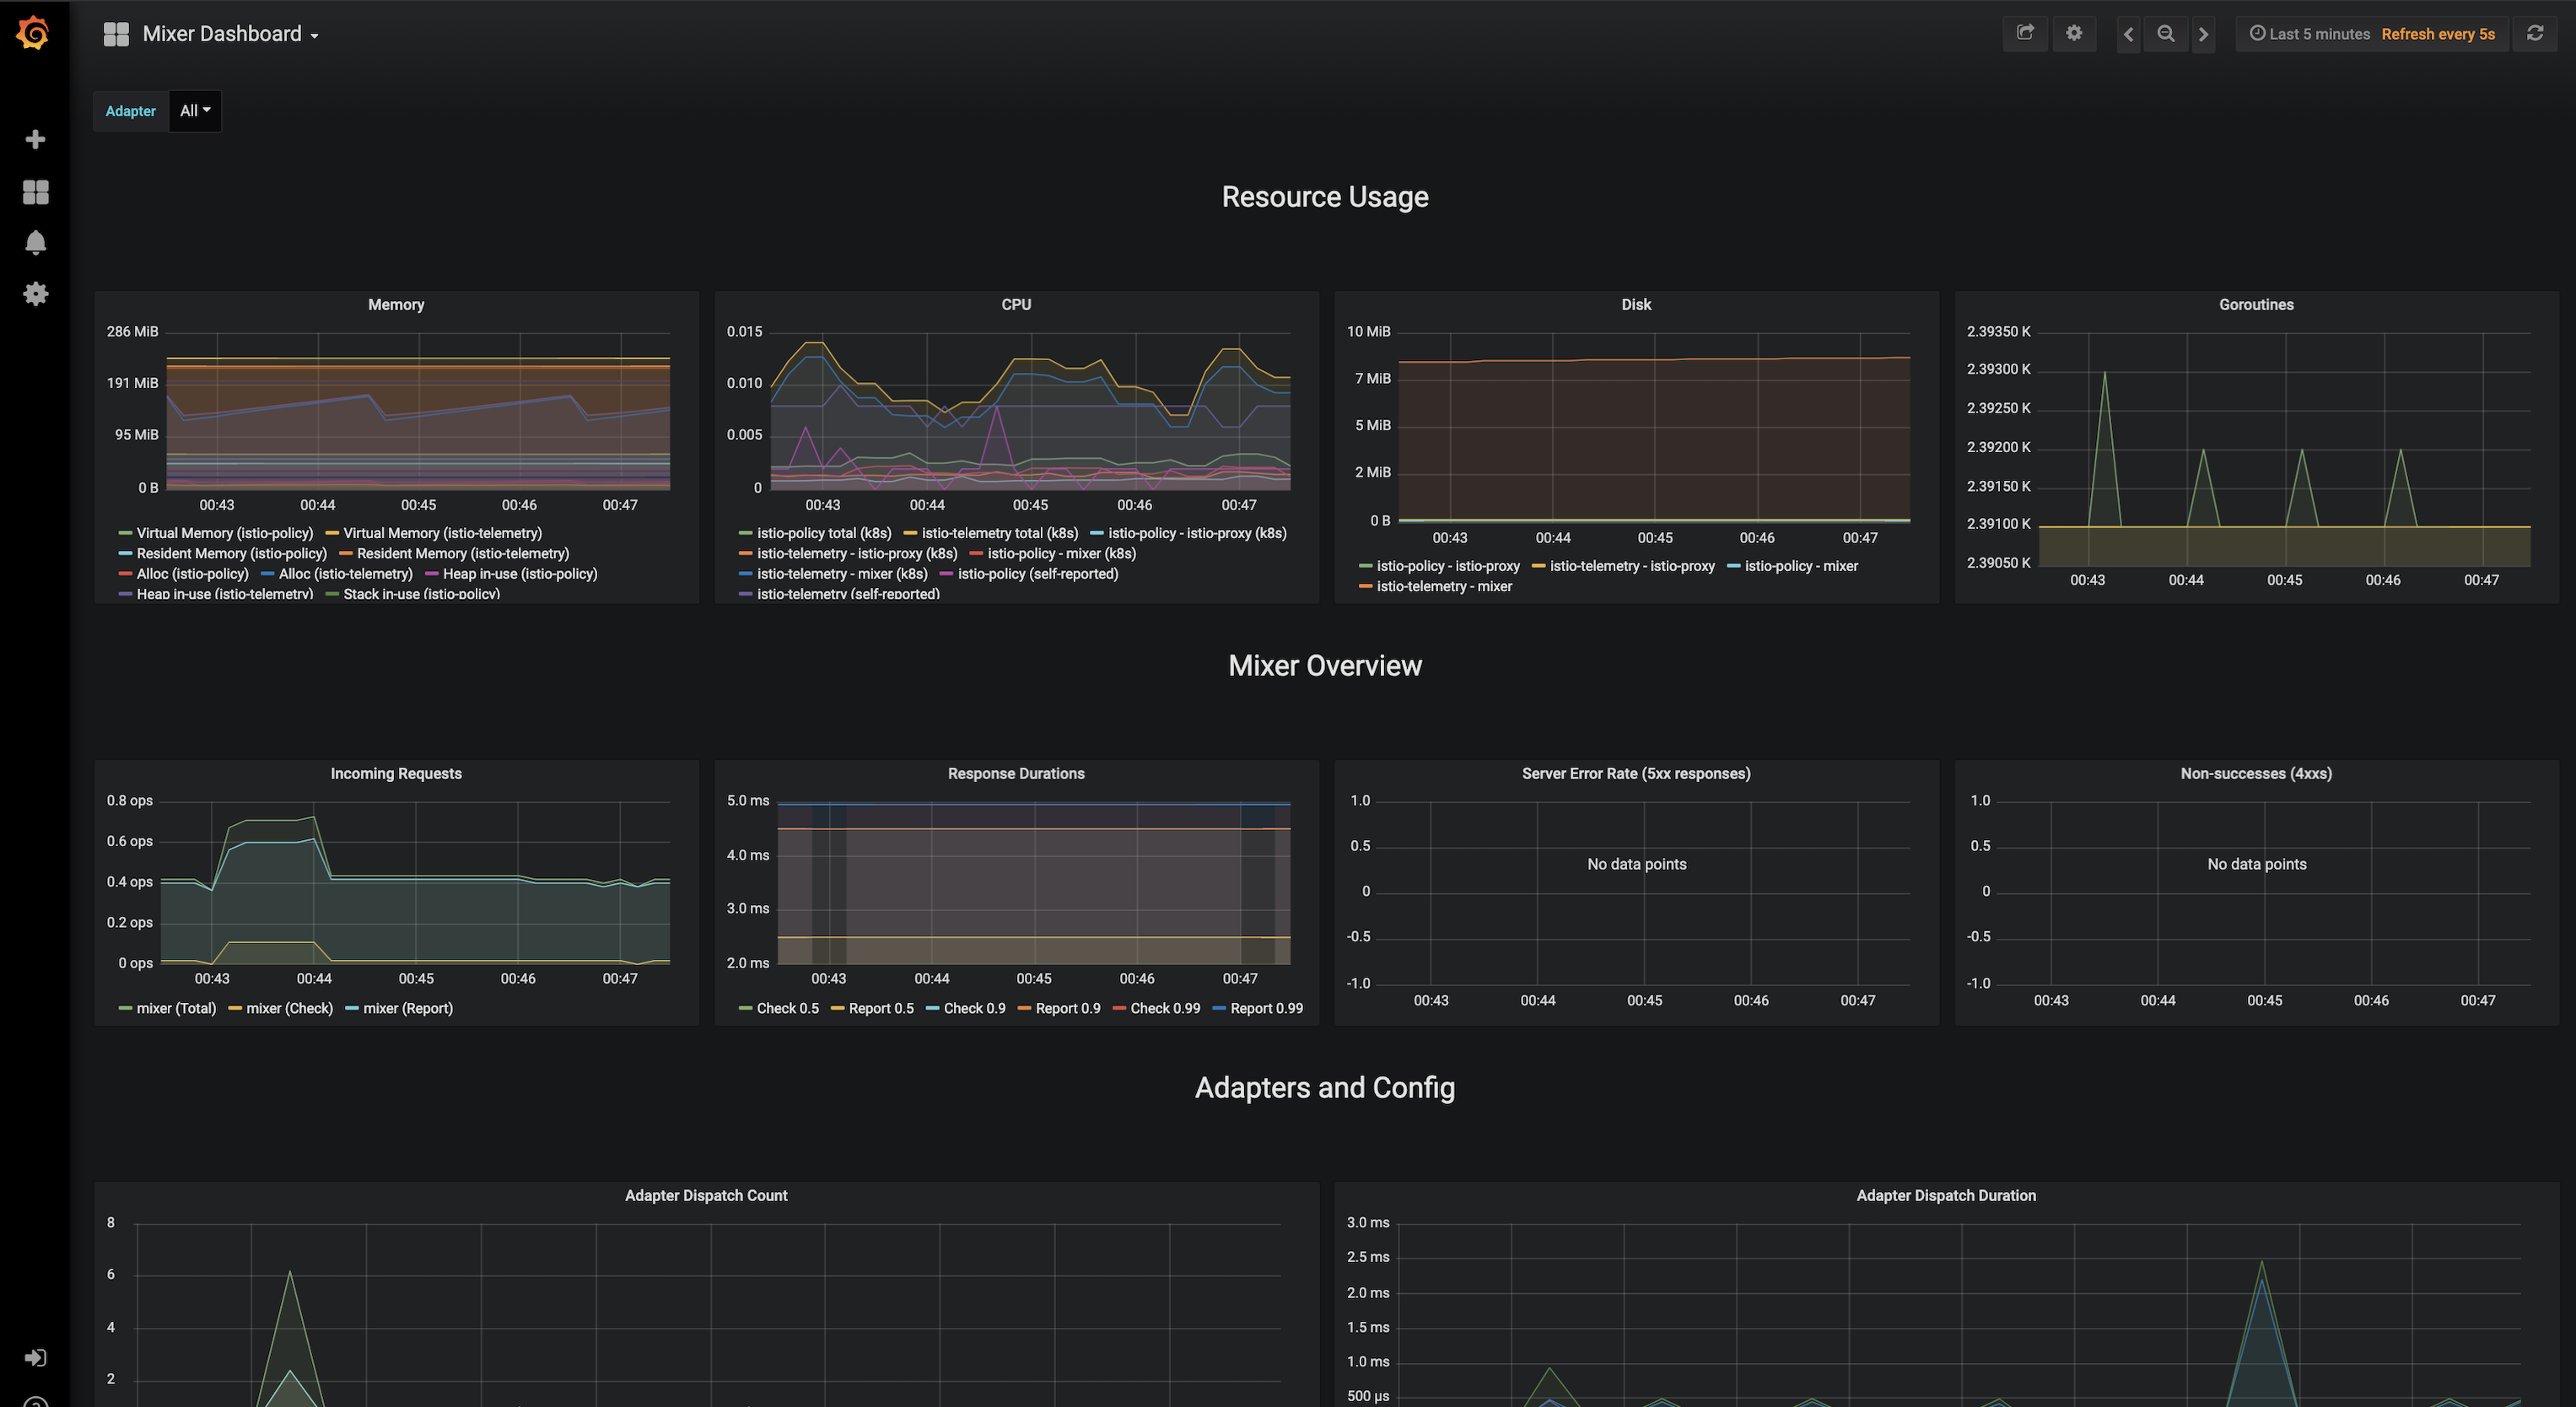 Mixer Dashboard
Last 5 minutes Refresh every 5s
Adapter All
Resource Usage
Memory
286 MiB
191 MiB
95 MiB
0 B
00:43 00:44 00:45 00:46 00:47
Virtual Memory (istio-policy) Virtual Memory (istio-telemetry)
Resident Memory (istio-policy) Resident Memory (istio-telemetry)
Alloc (istio-policy) Alloc (istio-telemetry) Heap in-use (istio-policy)
Heap in-use (istio-telemetry) Stack in-use (istio-policy)
CPU
0.015
0.010
0.005
0
00:43 00:44 00:45 00:46 00:47
istio-policy total (k8s) istio-telemetry total (k8s) istio-policy - istio-proxy (k8s)
istio-telemetry - istio-proxy (k8s) istio-policy - mixer (k8s)
istio-telemetry - mixer (k8s) istio-policy (self-reported)
istio-telemetry (self-reported)
Disk
10 MiB
7 MiB
5 MiB
2 MiB
0 B
00:43 00:44 00:45 00:46 00:47
istio-policy - istio-proxy istio-telemetry - istio-proxy istio-policy - mixer
istio-telemetry - mixer
Goroutines
2.39350 K
2.39300 K
2.39250 K
2.39200 K
2.39150 K
2.39100 K
2.39050 K
00:43 00:44 00:45 00:46 00:47
Mixer Overview
Incoming Requests
0.8 ops
0.6 ops
0.4 ops
0.2 ops
0 ops
00:43 00:44 00:45 00:46 00:47
mixer (Total) mixer (Check) mixer (Report)
Response Durations
5.0 ms
4.0 ms
3.0 ms
2.0 ms
00:43 00:44 00:45 00:46 00:47
Check 0.5 Report 0.5 Check 0.9 Report 0.9 Check 0.99 Report 0.99
Server Error Rate (5xx responses)
1.0
0.5
No data points
0
-0.5
-1.0
00:43 00:44 00:45 00:46 00:47
Non-successes (4xxs)
1.0
0.5
No data points
0
-0.5
-1.0
00:43 00:44 00:45 00:46 00:47
Adapters and Config
Adapter Dispatch Count
8
6
4
2
Adapter Dispatch Duration
3.0 ms
2.5 ms
2.0 ms
1.5 ms
1.0 ms
500 µs